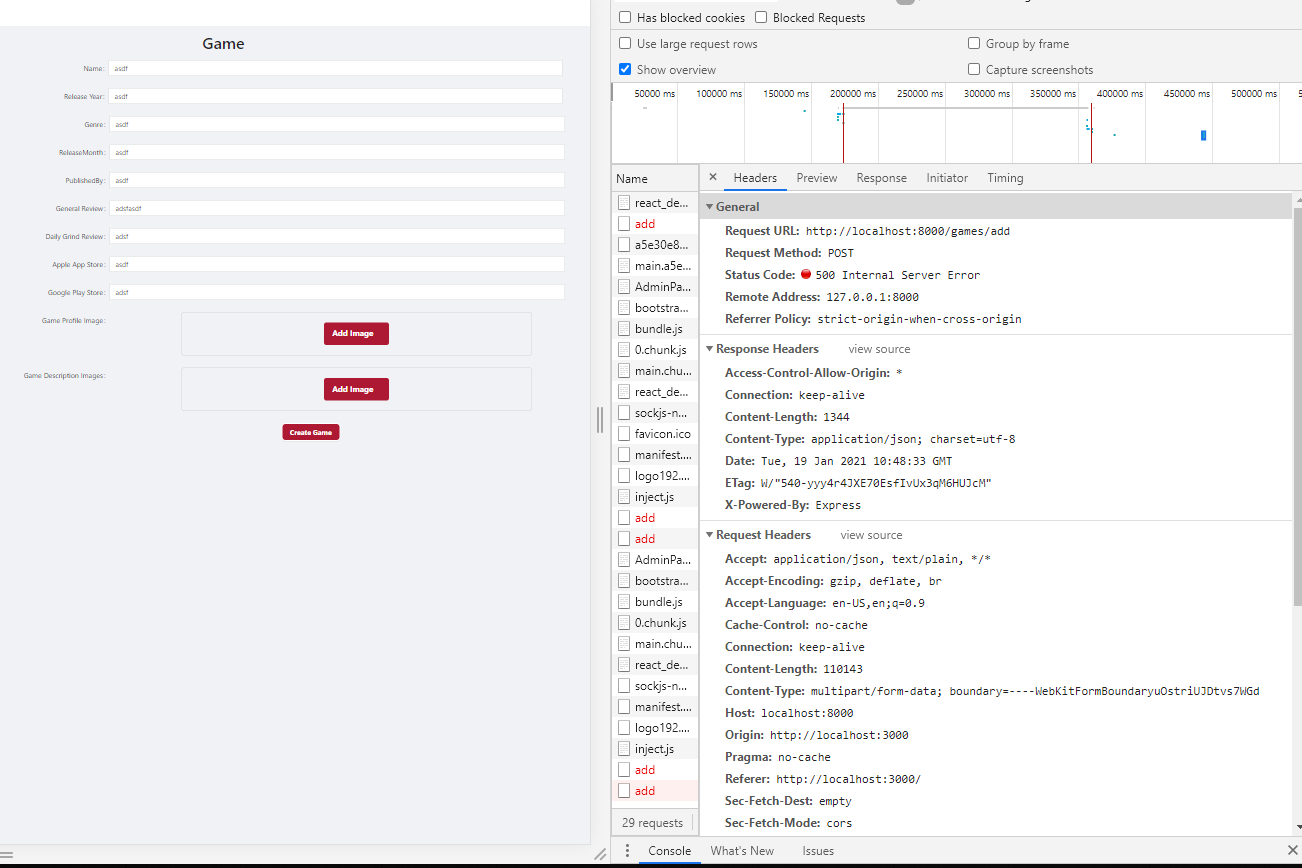 Game
Name: asdf
Release Year: asdf
Genre: asdf
ReleaseMonth: asdf
PublishedBy: asdf
General Review: adsfasdf
Daily Grind Review: adsf
Apple App Store: asdf
Google Play Store: adsf
Game Profile Image:
Add Image
Game Description Images:
Add Image
Create Game
Has blocked cookies Blocked Requests
Use large request rows Group by frame
Show overview Capture screenshots
50000 ms 100000 ms 150000 ms 200000 ms 250000 ms 300000 ms 350000 ms 400000 ms 450000 ms 500000 ms
Name
react_de...
add
a5e30e8...
main.a5e...
AdminPa...
bootstra...
bundle.js
0.chunk.js
main.chu...
react_de...
sockjs-n...
favicon.ico
manifest....
logo192....
inject.js
add
add
AdminPa...
bootstra...
bundle.js
0.chunk.js
main.chu...
react_de...
sockjs-n...
manifest....
logo192....
inject.js
add
add
29 requests
× Headers Preview Response Initiator Timing
General
Request URL: http://localhost:8000/games/add
Request Method: POST
Status Code: 500 Internal Server Error
Remote Address: 127.0.0.1:8000
Referrer Policy: strict-origin-when-cross-origin
Response Headers view source
Access-Control-Allow-Origin: *
Connection: keep-alive
Content-Length: 1344
Content-Type: application/json; charset=utf-8
Date: Tue, 19 Jan 2021 10:48:33 GMT
ETag: W/"540-yyy4r4JXE70EsfIvUx3qM6HUJcM"
X-Powered-By: Express
Request Headers view source
Accept: application/json, text/plain, */*
Accept-Encoding: gzip, deflate, br
Accept-Language: en-US,en;q=0.9
Cache-Control: no-cache
Connection: keep-alive
Content-Length: 110143
Content-Type: multipart/form-data; boundary=----WebKitFormBoundaryuOstriUJDtvs7WGd
Host: localhost:8000
Origin: http://localhost:3000
Pragma: no-cache
Referer: http://localhost:3000/
Sec-Fetch-Dest: empty
Sec-Fetch-Mode: cors
Console What's New Issues